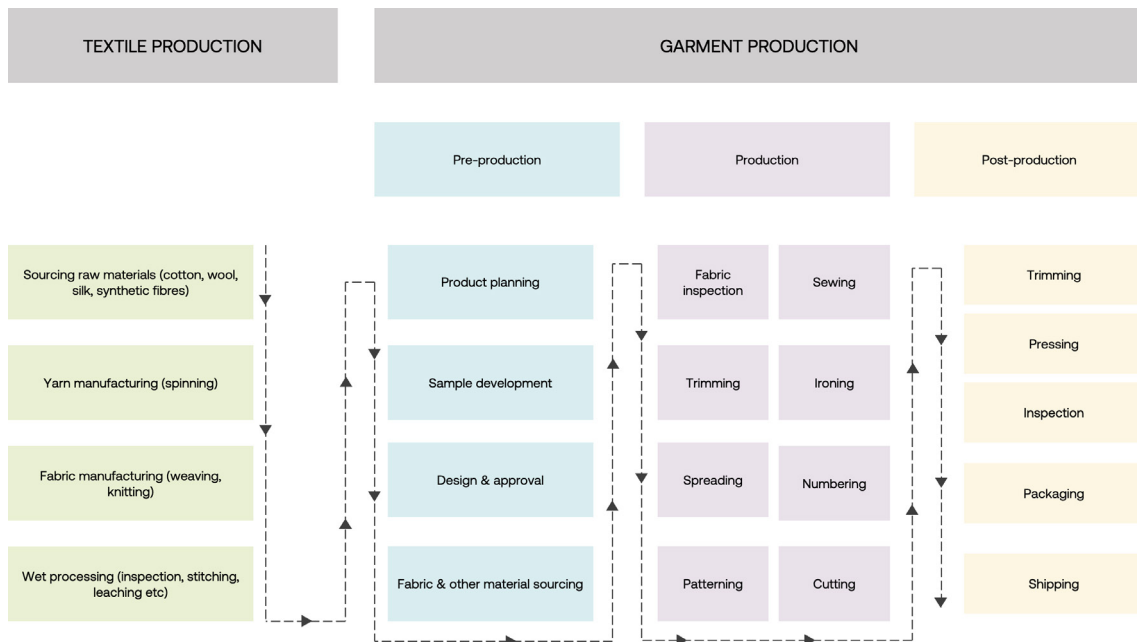 TEXTILE PRODUCTION
GARMENT PRODUCTION
Pre-production
Production
Post-production
Sourcing raw materials (cotton, wool,
silk, synthetic fibres)
Yarn manufacturing (spinning)
Fabric manufacturing (weaving,
knitting)
Wet processing (inspection, stitching,
leaching etc)
Product planning
Sample development
Design & approval
Fabric & other material sourcing
Fabric
inspection
Trimming
Spreading
Patterning
Sewing
Ironing
Numbering
Cutting
Trimming
Pressing
Inspection
Packaging
Shipping